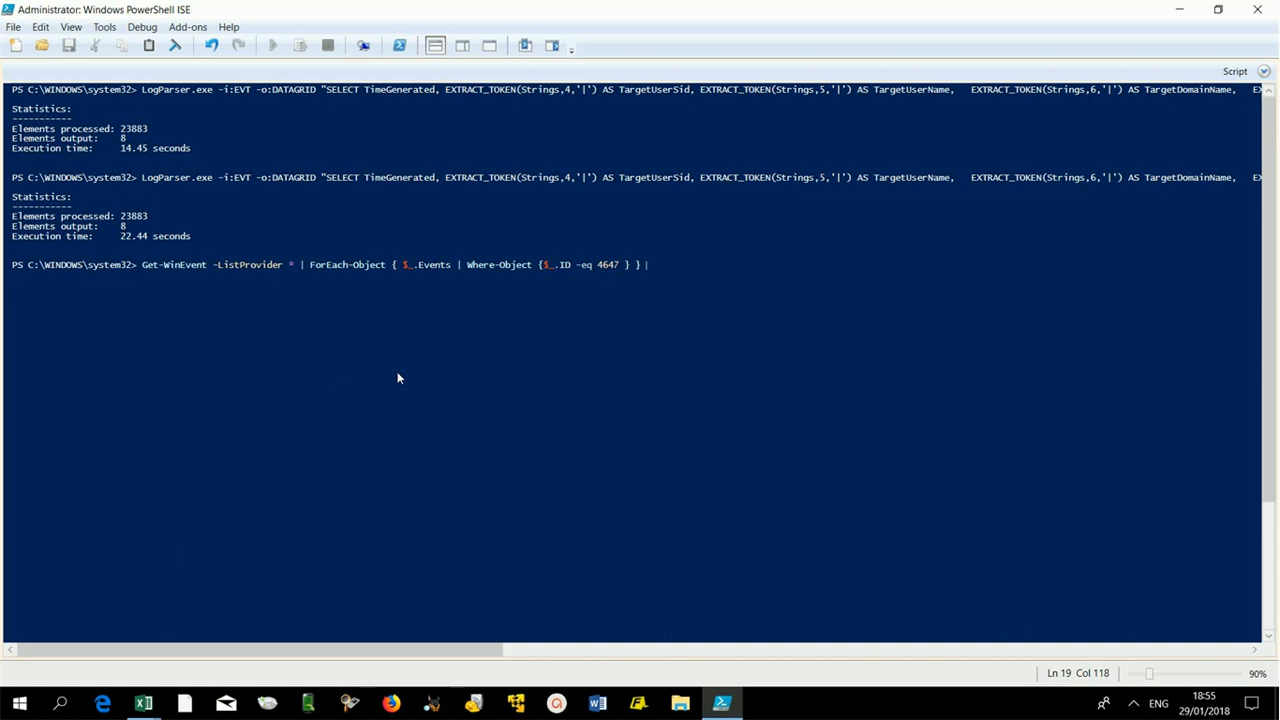 Administrator: Windows PowerShell ISE
File Edit View Tools Debug Add-ons Help
Script
PS C:\WINDOWS\system32> LogParser.exe -i:EVT -o:DATAGRID "SELECT TimeGenerated, EXTRACT_TOKEN(Strings,4,'|') AS TargetUserSid, EXTRACT_TOKEN(Strings,5,'|') AS TargetUserName,   EXTRACT_TOKEN(Strings,6,'|') AS TargetDomainName,   EX
Statistics:
-----------
Elements processed: 23883
Elements output:    8
Execution time:     14.45 seconds
PS C:\WINDOWS\system32> LogParser.exe -i:EVT -o:DATAGRID "SELECT TimeGenerated, EXTRACT_TOKEN(Strings,4,'|') AS TargetUserSid, EXTRACT_TOKEN(Strings,5,'|') AS TargetUserName,   EXTRACT_TOKEN(Strings,6,'|') AS TargetDomainName,   EX
Statistics:
-----------
Elements processed: 23883
Elements output:    8
Execution time:     22.44 seconds
PS C:\WINDOWS\system32> Get-WinEvent -ListProvider * | ForEach-Object { $_.Events | Where-Object {$_.ID -eq 4647 } } |
Ln 19 Col 118
90%
ENG
18:55
29/01/2018